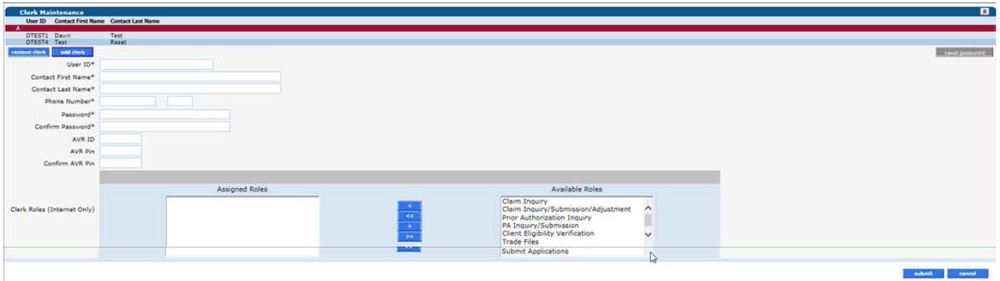 Clerk Maintenance
User ID Contact First Name Contact Last Name
A
DTEST1 Dawn Test
DTEST4 Test Reset
remove clerk add clerk reset password
User ID*
Contact First Name*
Contact Last Name*
Phone Number*
Password*
Confirm Password*
AVR ID
AVR Pin
Confirm AVR Pin
Assigned Roles Available Roles
Clerk Roles (Internet Only)
<
<<
>
>>
>>
Claim Inquiry
Claim Inquiry/Submission/Adjustment
Prior Authorization Inquiry
PA Inquiry/Submission
Client Eligibility Verification
Trade Files
Submit Applications
submit cancel